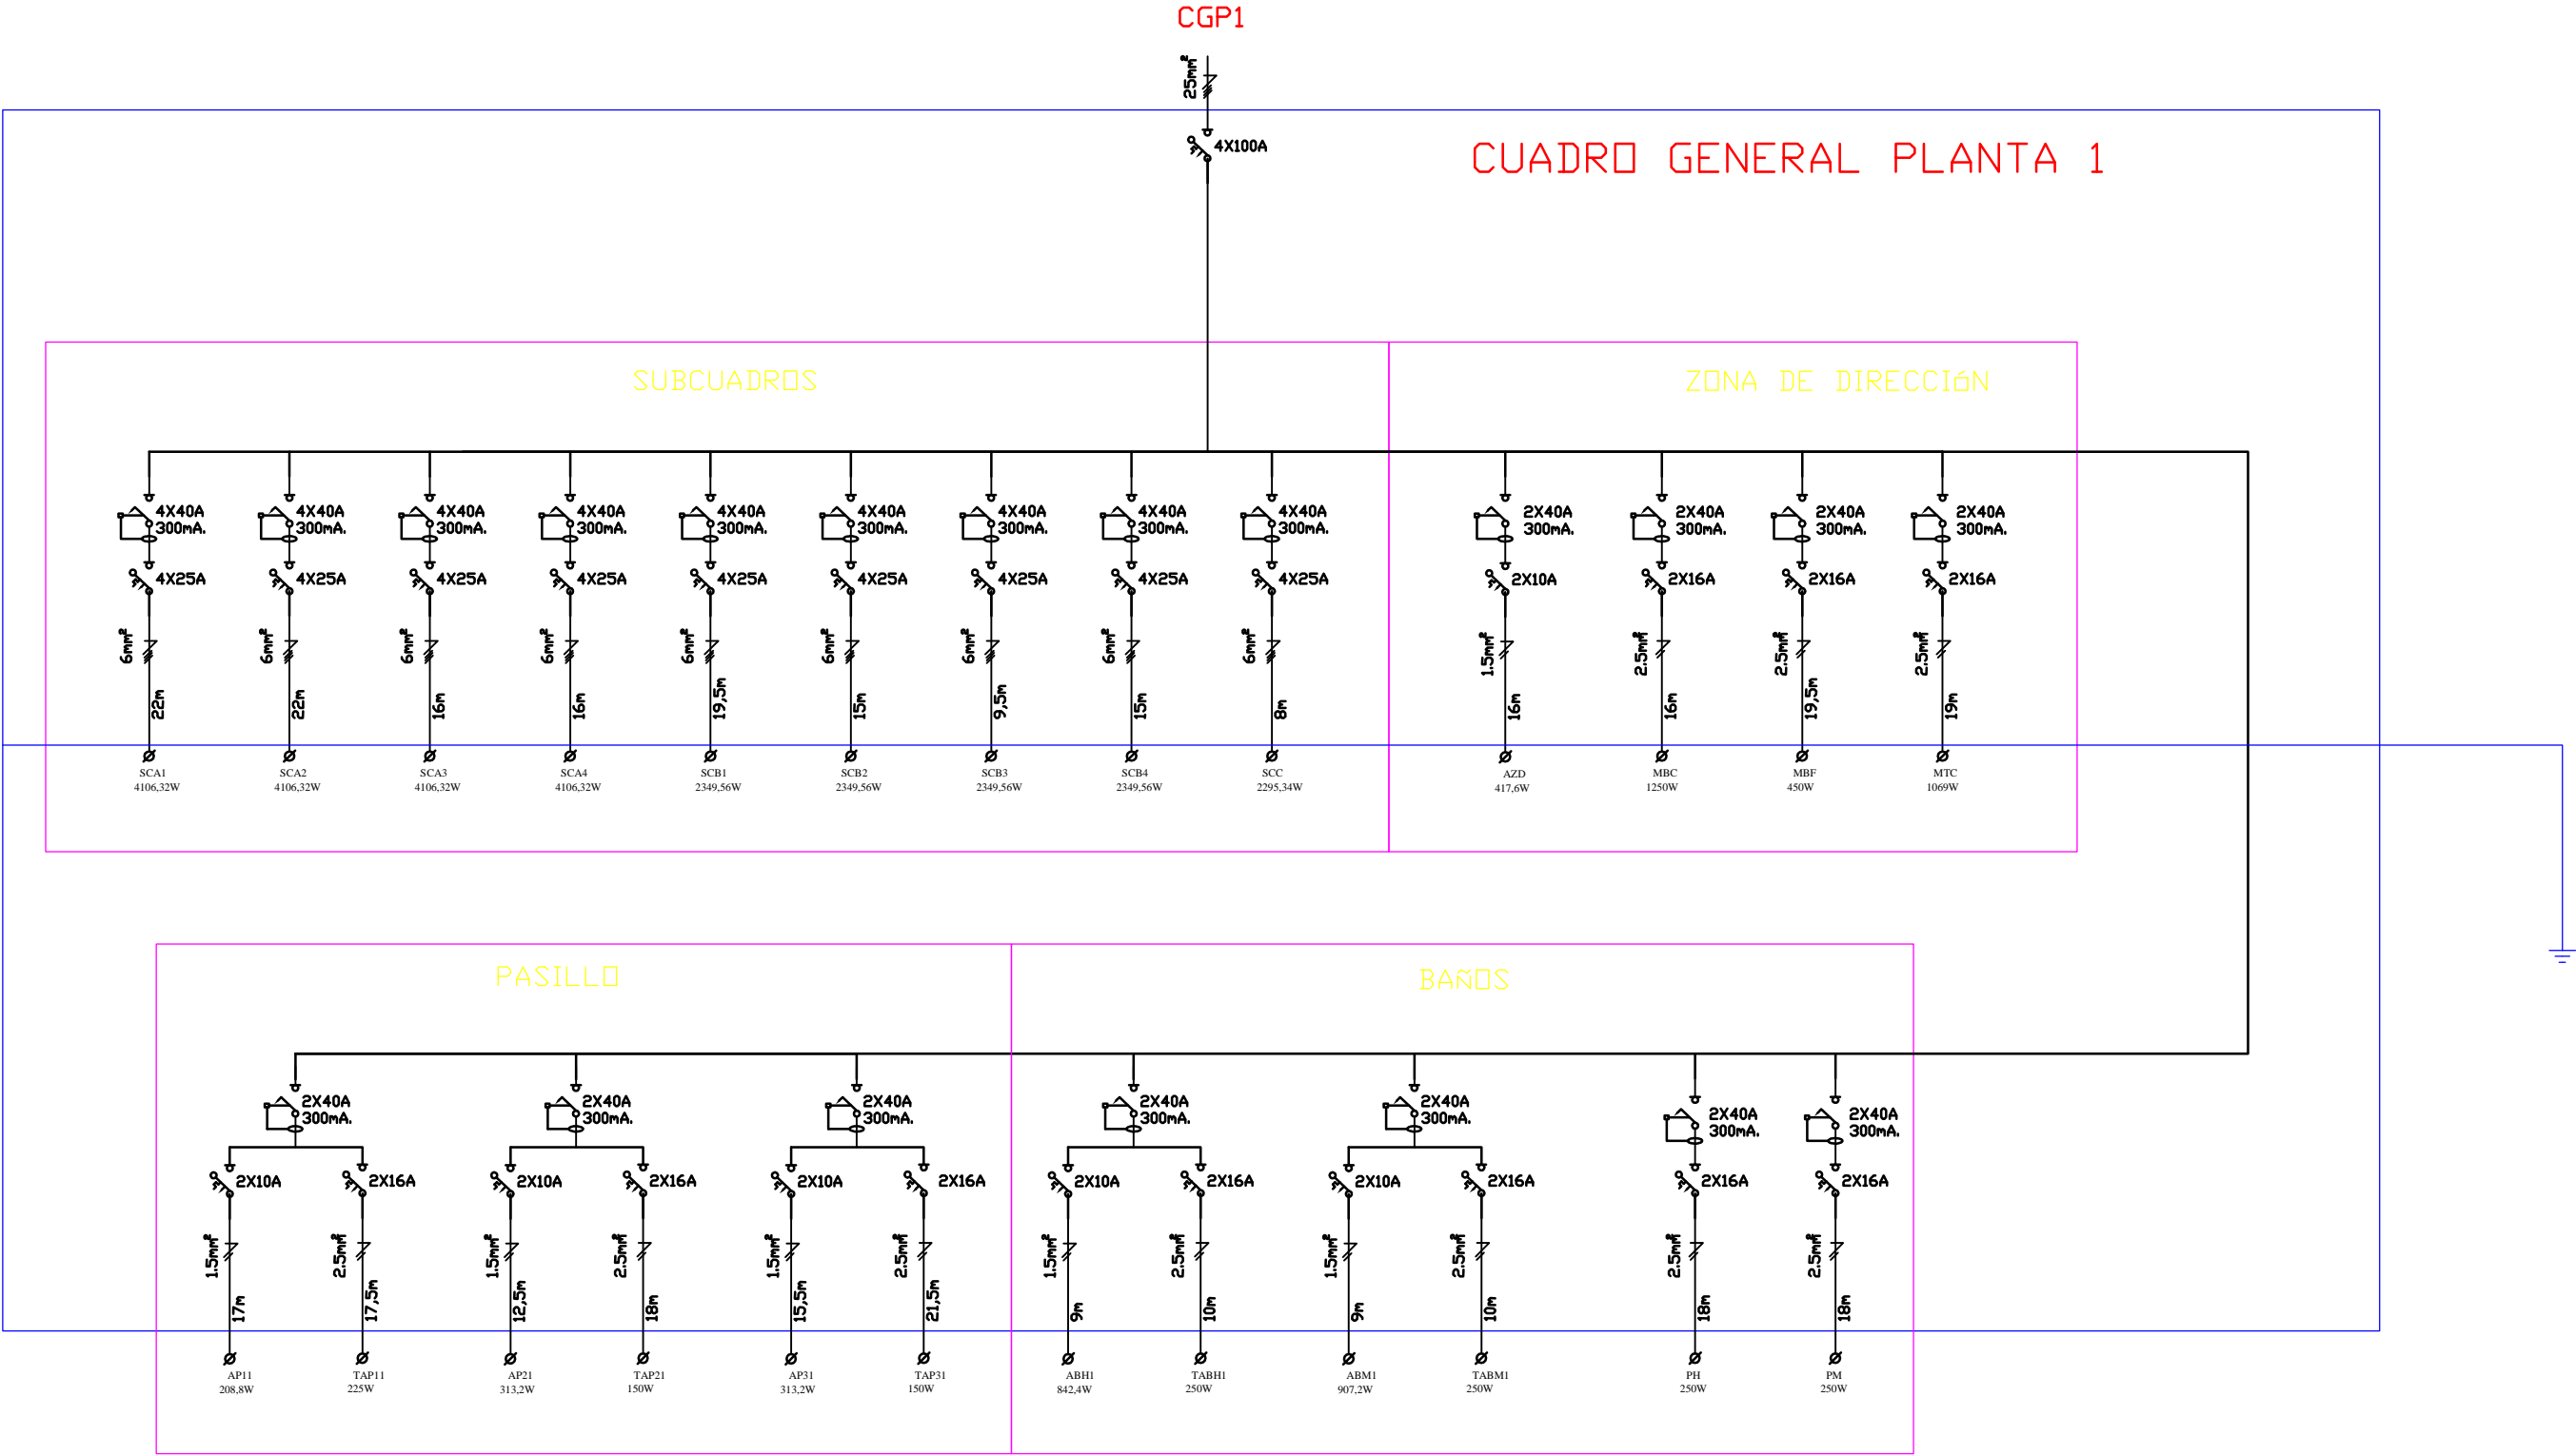 CGP1
25mm²
4X100A
CUADRO GENERAL PLANTA 1
SUBCUADROS
ZONA DE DIRECCIóN
4X40A 4X40A 4X40A 4X40A 4X40A 4X40A 4X40A 4X40A 4X40A 2X40A 2X40A 2X40A 2X40A
300mA. 300mA. 300mA. 300mA. 300mA. 300mA. 300mA. 300mA. 300mA. 300mA. 300mA. 300mA. 300mA.
4X25A 4X25A 4X25A 4X25A 4X25A 4X25A 4X25A 4X25A 4X25A 2X10A 2X16A 2X16A 2X16A
6mm² 6mm² 6mm² 6mm² 6mm² 6mm² 6mm² 6mm² 6mm² 1.5mm² 2.5mm² 2.5mm² 2.5mm²
22m 22m 16m 16m 19,5m 15m 9,5m 15m 8m 16m 16m 19,5m 19m
SCA1 SCA2 SCA3 SCA4 SCB1 SCB2 SCB3 SCB4 SCC AZD MBC MBF MTC
4106,32W 4106,32W 4106,32W 4106,32W 2349,56W 2349,56W 2349,56W 2349,56W 2295,34W 417,6W 1250W 450W 1069W
PASILLO
BAÑOS
2X40A 2X40A 2X40A 2X40A 2X40A 2X40A 2X40A
300mA. 300mA. 300mA. 300mA. 300mA. 300mA. 300mA.
2X10A 2X16A 2X10A 2X16A 2X10A 2X16A 2X10A 2X16A 2X10A 2X16A 2X16A 2X16A
1.5mm² 2.5mm² 1.5mm² 2.5mm² 1.5mm² 2.5mm² 1.5mm² 2.5mm² 1.5mm² 2.5mm² 2.5mm² 2.5mm²
17m 17,5m 12,5m 18m 15,5m 21,5m 9m 10m 9m 10m 18m 18m
AP11 TAP11 AP21 TAP21 AP31 TAP31 ABH1 TABH1 ABM1 TABM1 PH PM
208,8W 225W 313,2W 150W 313,2W 150W 842,4W 250W 907,2W 250W 250W 250W